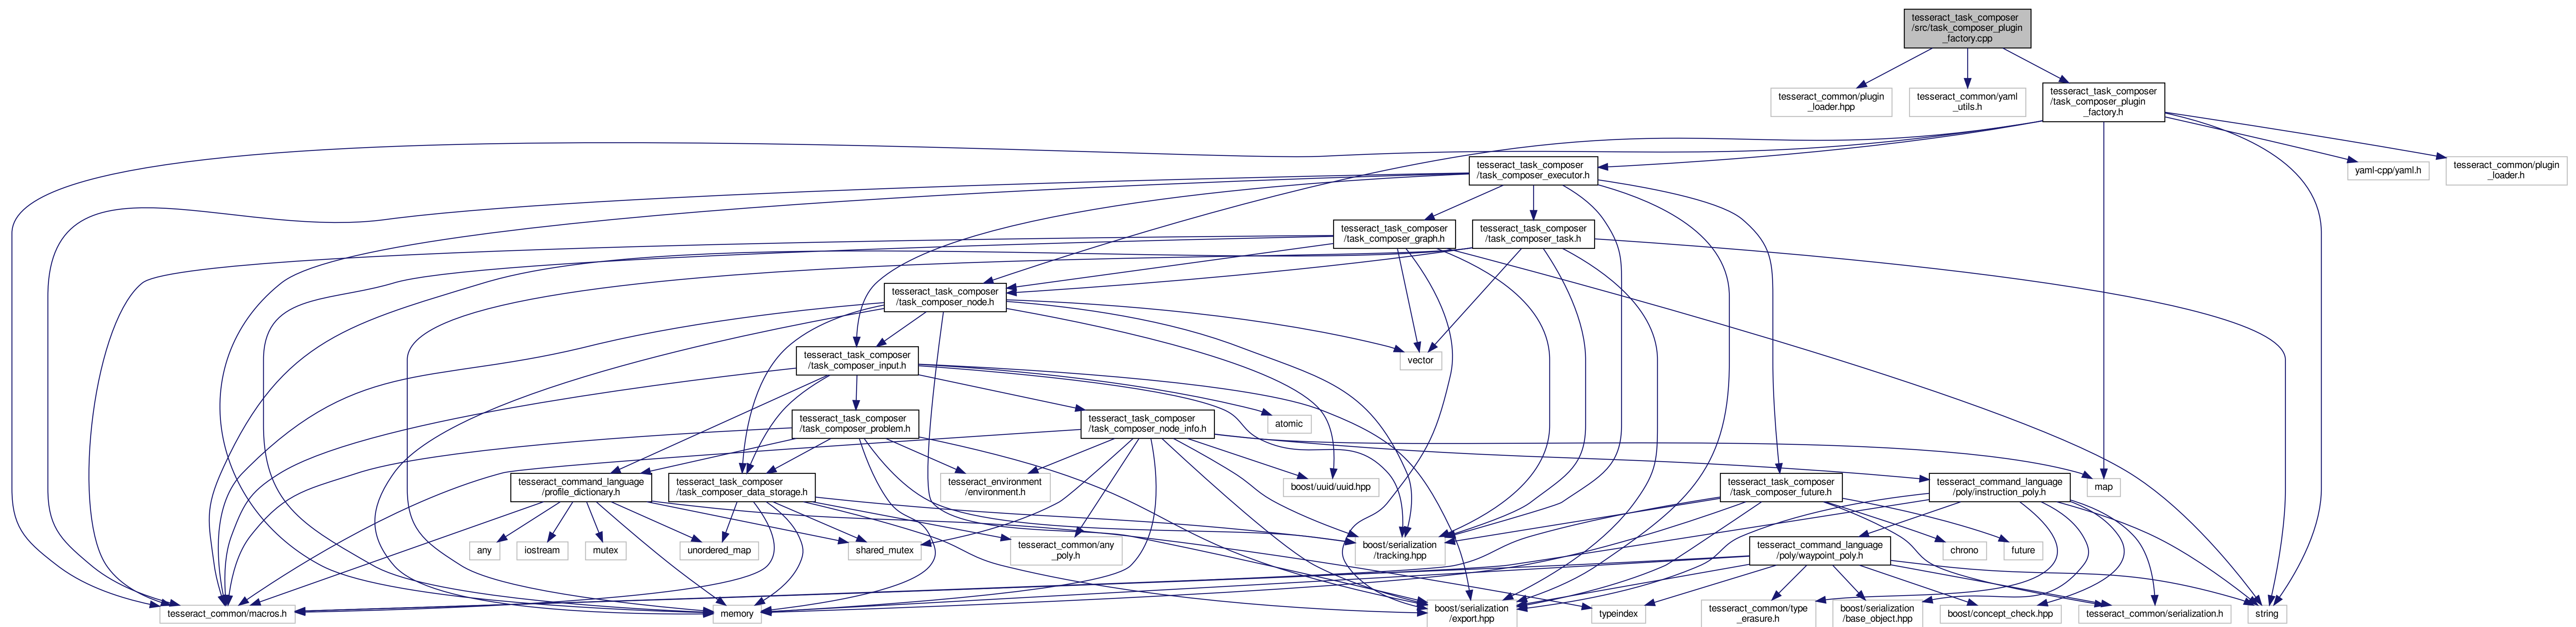 tesseract_task_composer
/src/task_composer_plugin
_factory.cpp
tesseract_common/plugin
_loader.hpp
tesseract_common/yaml
_utils.h
tesseract_task_composer
/task_composer_plugin
_factory.h
tesseract_task_composer
/task_composer_executor.h
yaml-cpp/yaml.h
tesseract_common/plugin
_loader.h
tesseract_task_composer
/task_composer_graph.h
tesseract_task_composer
/task_composer_task.h
tesseract_task_composer
/task_composer_node.h
tesseract_task_composer
/task_composer_input.h
vector
tesseract_task_composer
/task_composer_problem.h
tesseract_task_composer
/task_composer_node_info.h
atomic
tesseract_command_language
/profile_dictionary.h
tesseract_task_composer
/task_composer_data_storage.h
tesseract_environment
/environment.h
boost/uuid/uuid.hpp
tesseract_task_composer
/task_composer_future.h
tesseract_command_language
/poly/instruction_poly.h
map
any
iostream
mutex
unordered_map
shared_mutex
tesseract_common/any
_poly.h
boost/serialization
/tracking.hpp
tesseract_command_language
/poly/waypoint_poly.h
chrono
future
tesseract_common/macros.h
memory
boost/serialization
/export.hpp
typeindex
tesseract_common/type
_erasure.h
boost/serialization
/base_object.hpp
boost/concept_check.hpp
tesseract_common/serialization.h
string